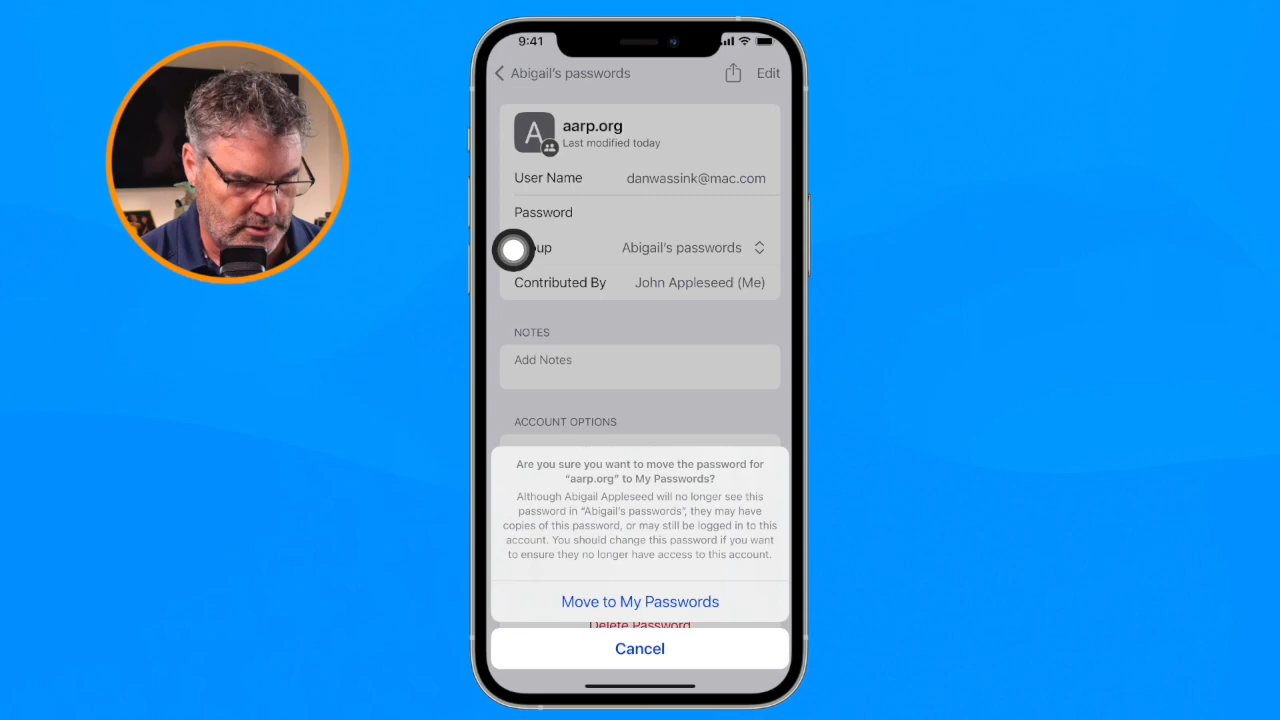 9:41
Abigail's passwords
Edit
A
aarp.org
Last modified today
User Name
danwassink@mac.com
Password
up
Abigail's passwords
Contributed By
John Appleseed (Me)
NOTES
Add Notes
ACCOUNT OPTIONS
Are you sure you want to move the password for
“aarp.org” to My Passwords?
Although Abigail Appleseed will no longer see this
password in “Abigail's passwords”, they may have
copies of this password, or may still be logged in to this
account. You should change this password if you want
to ensure they no longer have access to this account.
Move to My Passwords
Delete Password
Cancel